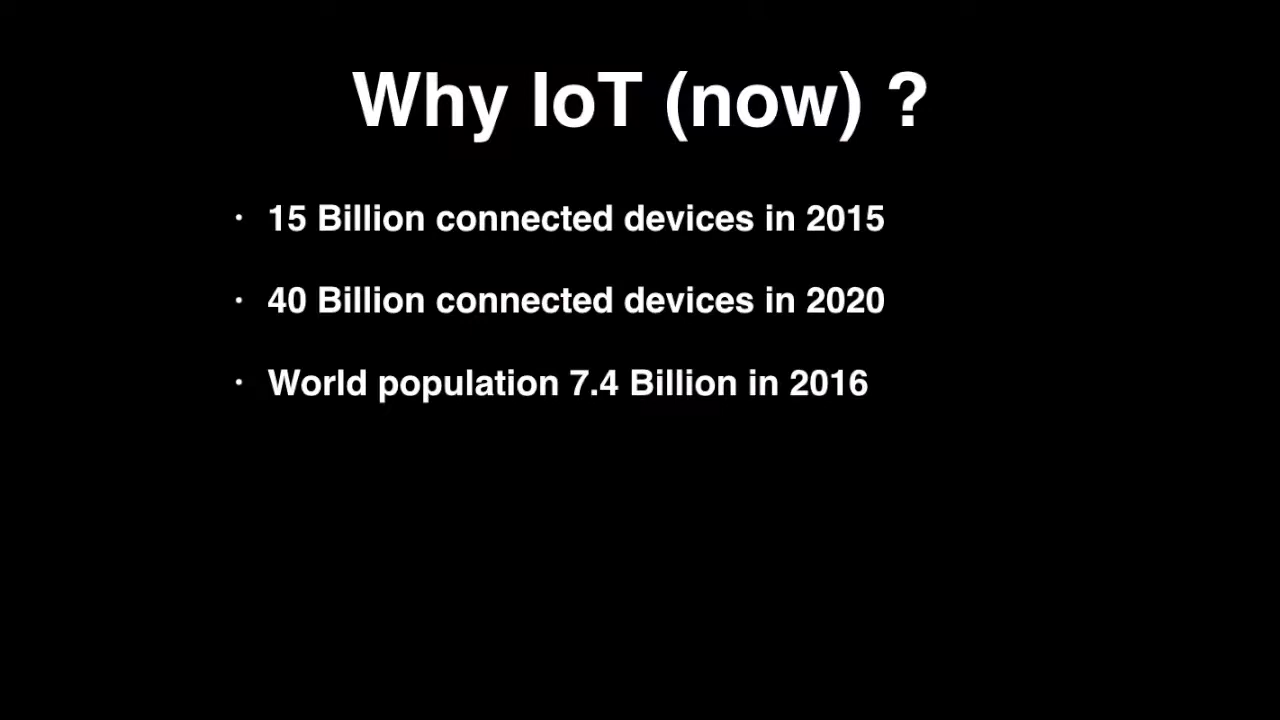 Why IoT (now) ?
· 15 Billion connected devices in 2015
· 40 Billion connected devices in 2020
· World population 7.4 Billion in 2016